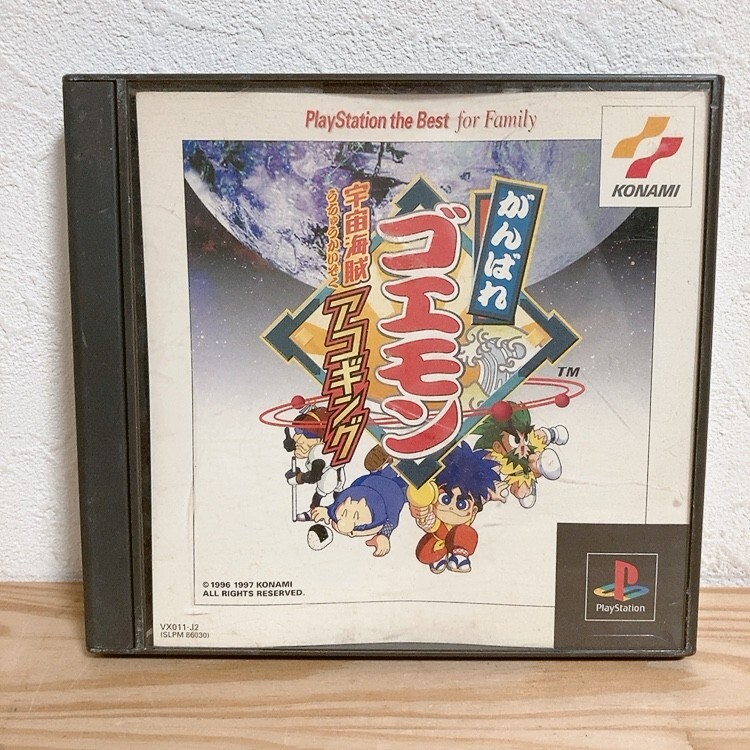 PlayStation the Best for Family
KONAMI
がんばれ
ゴエモン
宇宙海賊
うちゅうかいぞく
アコギング
TM
© 1996 1997 KONAMI
ALL RIGHTS RESERVED.
VX011-J2
(SLPM 86030)
PlayStation